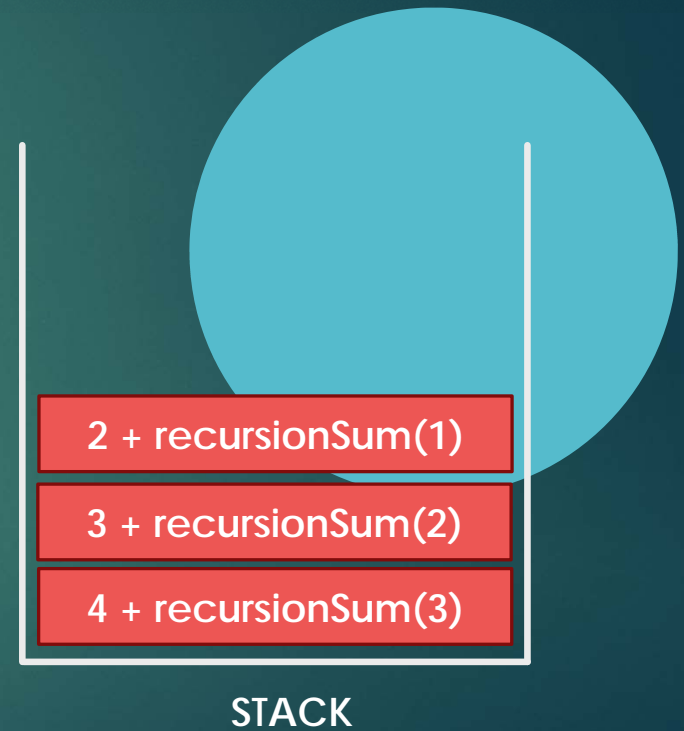 2 + recursionSum(1)
3 + recursionSum(2)
4 + recursionSum(3)
STACK